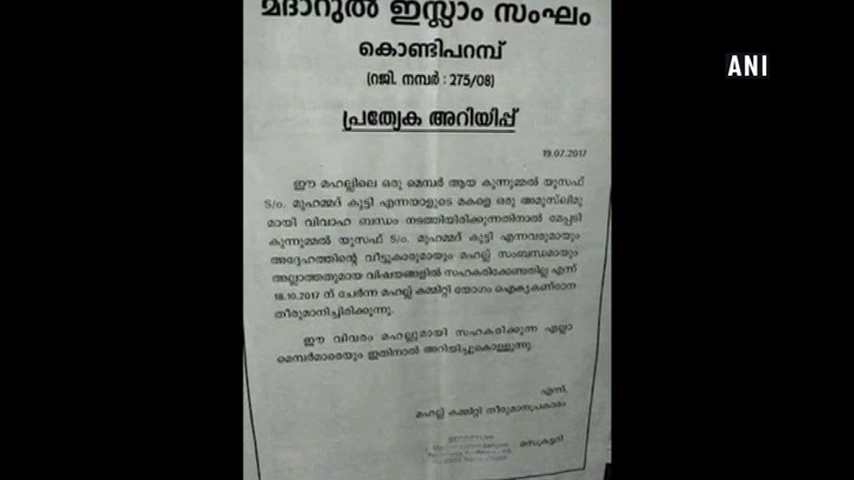 മദാറുൽ ഇസ്ലാം സംഘം
ANI
കൊണ്ടിപറമ്പ്
(റജി. നമ്പർ : 275/08)
പ്രത്യേക അറിയിപ്പ്
19.07.2017
ഈ മഹല്ലിലെ ഒരു മെമ്പർ ആയ കുന്നുമ്മൽ യൂസഫ്
S/o. മുഹമ്മദ് കുട്ടി എന്നയാളുടെ മകളെ ഒരു അമുസ്ലിമു
മായി വിവാഹ ബന്ധം നടത്തിയിരിക്കുന്നതിനാൽ മേപ്പടി
കുന്നുമ്മൽ യൂസഫ് S/o. മുഹമ്മദ് കുട്ടി എന്നവരുമായും
അദ്ദേഹത്തിന്റെ വീട്ടുകാരുമായും മഹല്ല് സംബന്ധമായും
അല്ലാത്തതുമായ വിഷയങ്ങളിൽ സഹകരിക്കേണ്ടതില്ല എന്ന്
18.10.2017 ന് ചേർന്ന മഹല്ല് കമ്മിറ്റി യോഗം ഐക്യകണ്ഠേന
തീരുമാനിച്ചിരിക്കുന്നു.
ഈ വിവരം മഹല്ലുമായി സഹകരിക്കുന്ന എല്ലാ
മെമ്പർമാരെയും ഇതിനാൽ അറിയിച്ചുകൊള്ളുന്നു.
എന്ന്,
മഹല്ല് കമ്മിറ്റി തീരുമാനപ്രകാരം
സെക്രട്ടറി